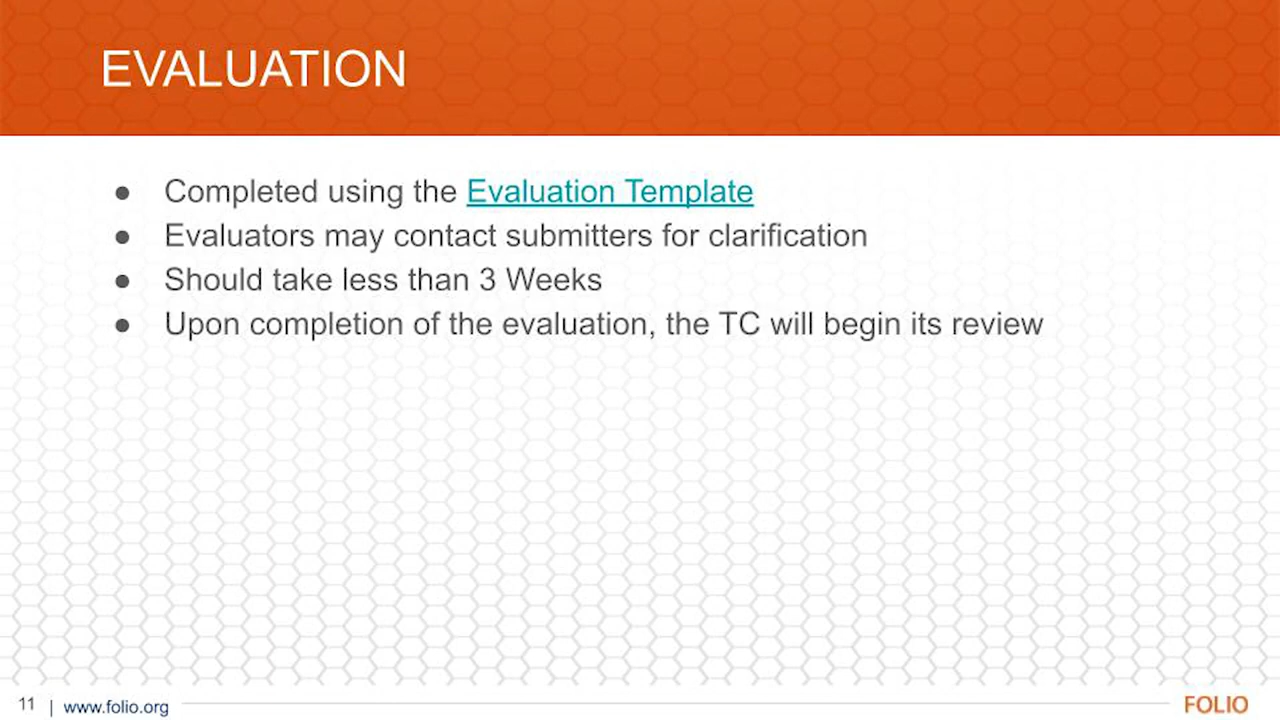 EVALUATION
● Completed using the Evaluation Template
● Evaluators may contact submitters for clarification
● Should take less than 3 Weeks
● Upon completion of the evaluation, the TC will begin its review
11 | www.folio.org
FOLIO